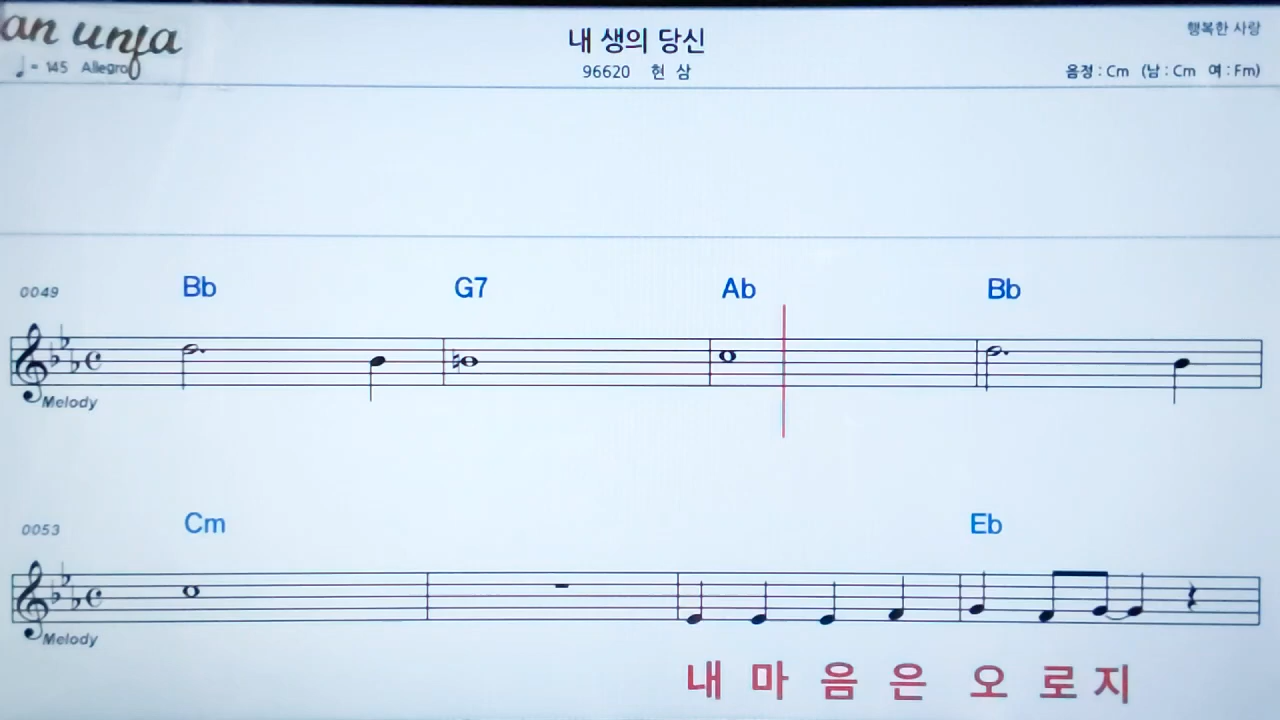 an unja
내 생의 당신
행복한 사랑
♩= 145 Allegro
96620 현 상
음정 : Cm (남 : Cm 여 : Fm)
0049 Bb G7 Ab Bb
Melody
0053 Cm Eb
Melody
내 마 음 은 오 로 지